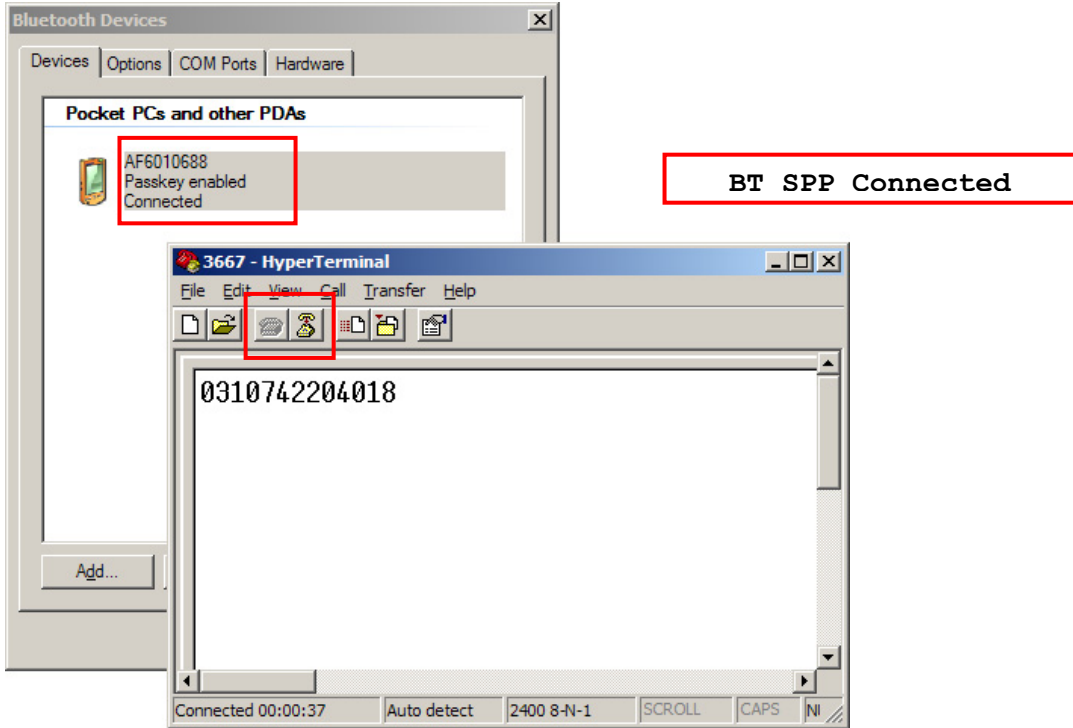 Bluetooth Devices
Devices Options COM Ports Hardware
Pocket PCs and other PDAs
AF6010688
Passkey enabled
Connected
BT SPP Connected
3667 - HyperTerminal
File Edit View Call Transfer Help
0310742204018
Add...
Connected 00:00:37 Auto detect 2400 8-N-1 SCROLL CAPS